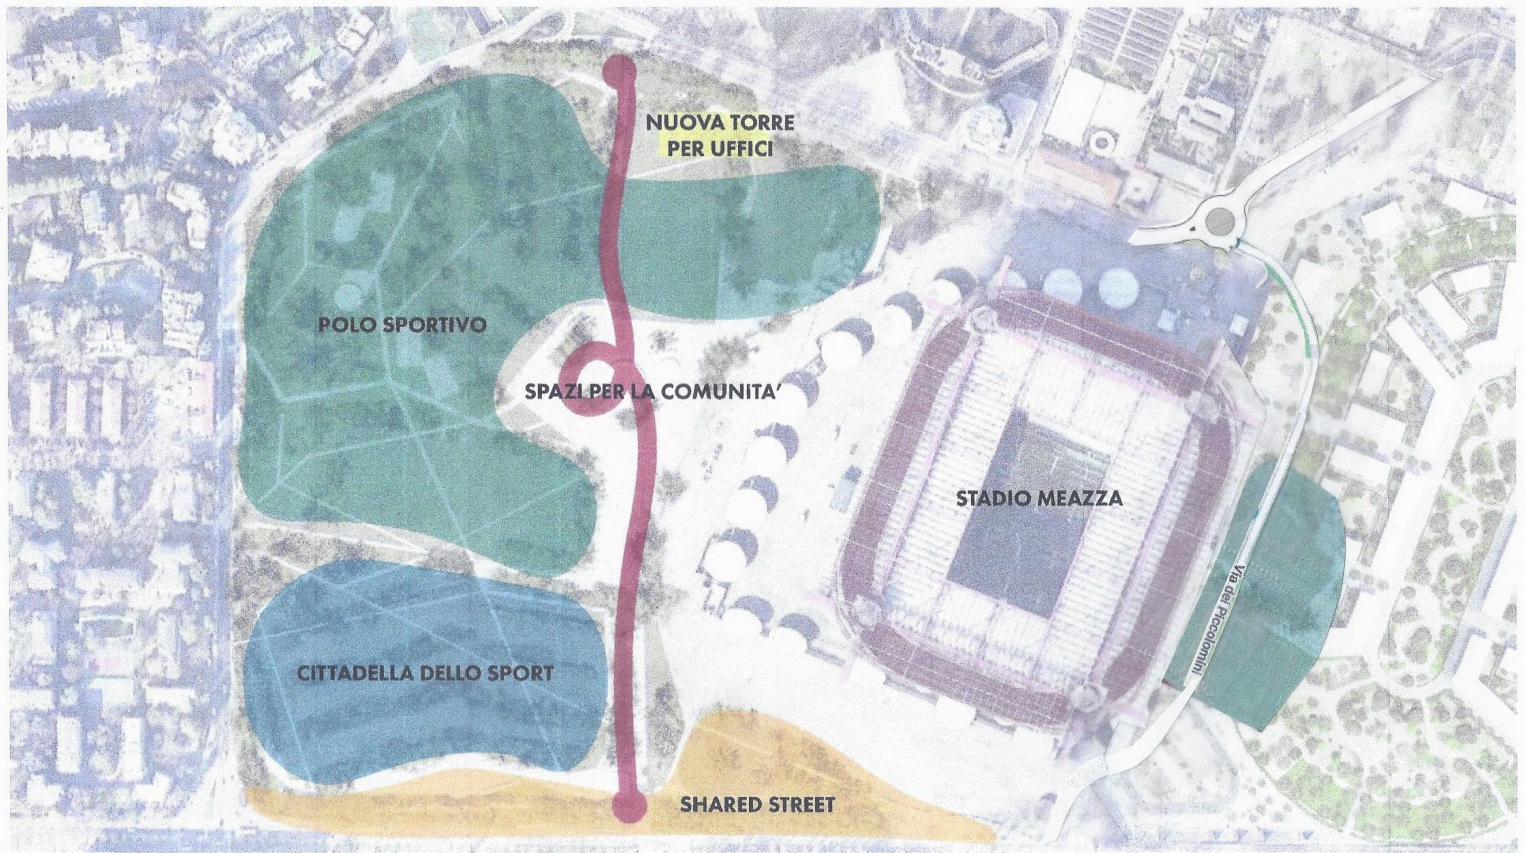 NUOVA TORRE
PER UFFICI
POLO SPORTIVO
SPAZI PER LA COMUNITA'
STADIO MEAZZA
Via dei Piccolomini
CITTADELLA DELLO SPORT
SHARED STREET